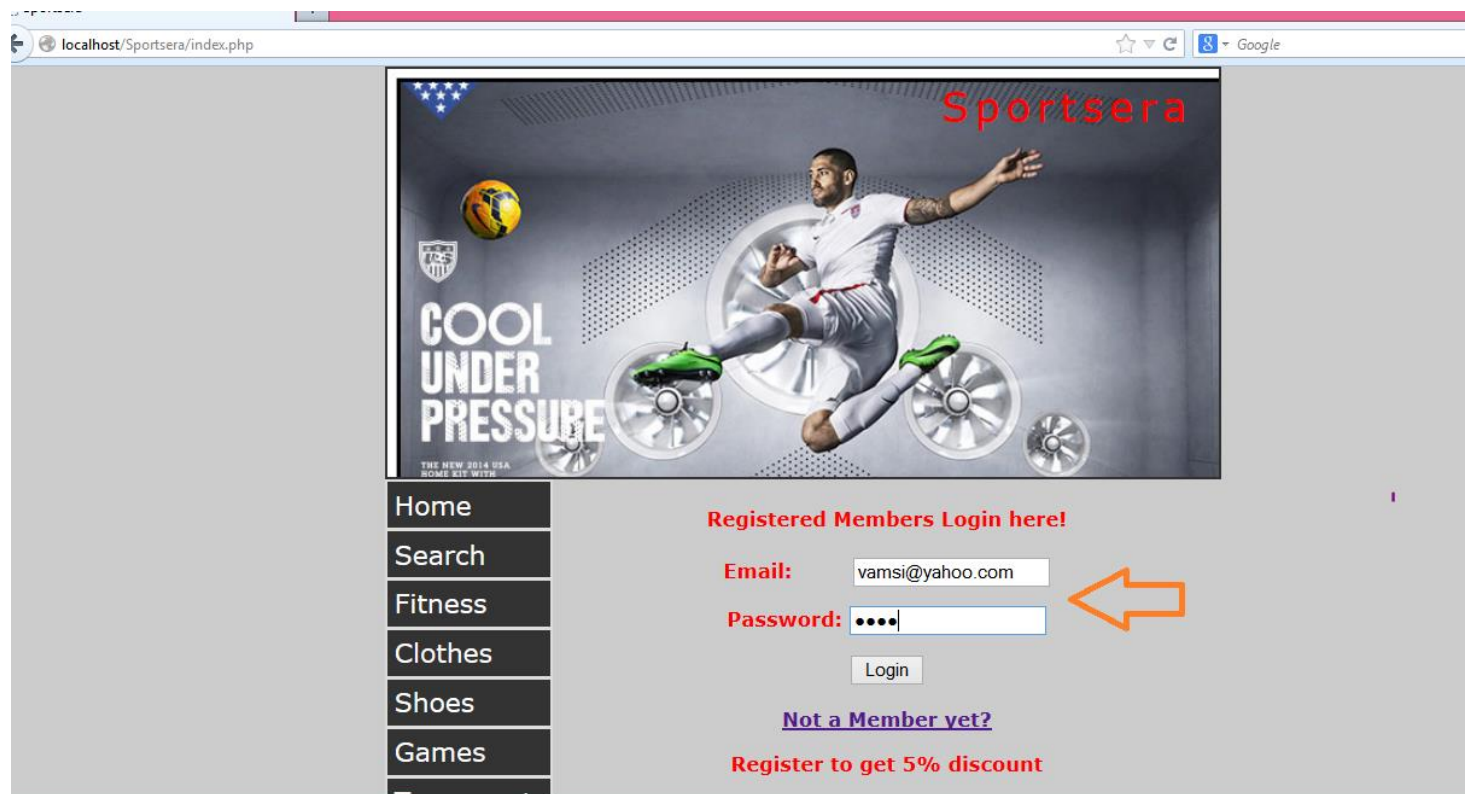 localhost/Sportsera/index.php
8
Google
Sportsera
US
COOL
UNDER
PRESSURE
THE NEW 2014 USA
HOME KIT WITH
Home
Search
Fitness
Clothes
Shoes
Games
Registered Members Login here!
Email: vamsi@yahoo.com
Password: ••••
Login
Not a Member yet?
Register to get 5% discount